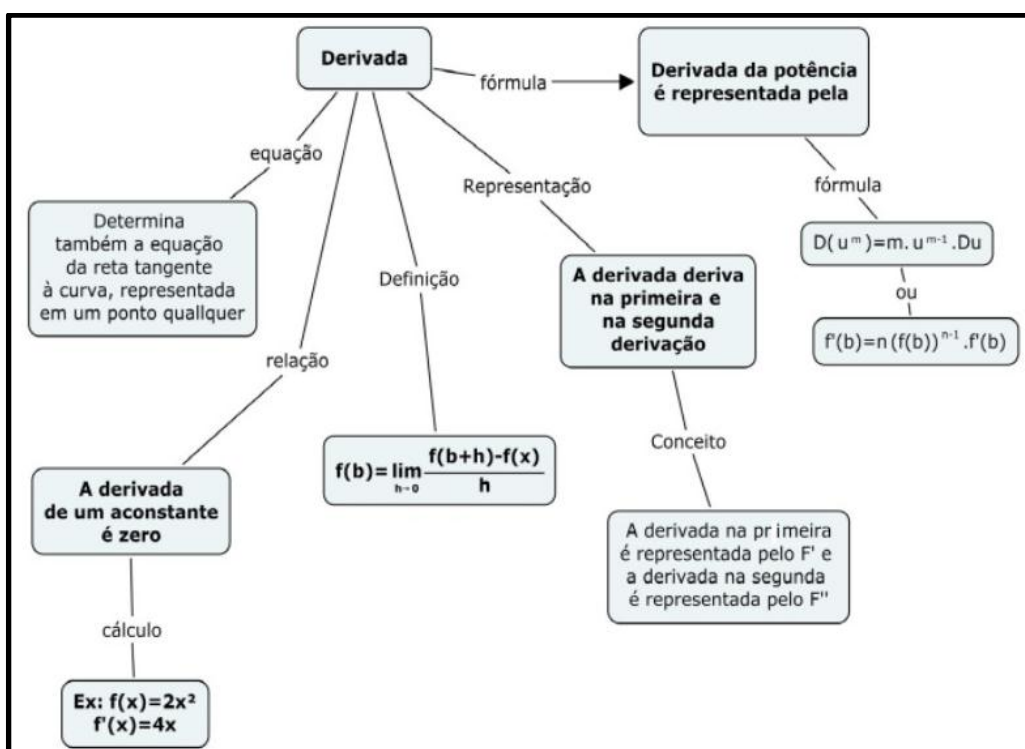 Derivada
fórmula
Derivada da potência
é representada pela
equação
Representação
fórmula
Determina
também a equação
da reta tangente
à curva, representada
em um ponto quallquer
Definição
A derivada deriva
na primeira e
na segunda
derivação
D(uᵐ)=m.uᵐ⁻¹.Du
ou
f'(b)=n(f(b))ⁿ⁻¹.f'(b)
relação
f(b)=lim f(b+h)-f(x)
h→0 h
Conceito
A derivada
de um aconstante
é zero
A derivada na pr imeira
é representada pelo F' e
a derivada na segunda
é representada pelo F"
cálculo
Ex: f(x)=2x²
f'(x)=4x